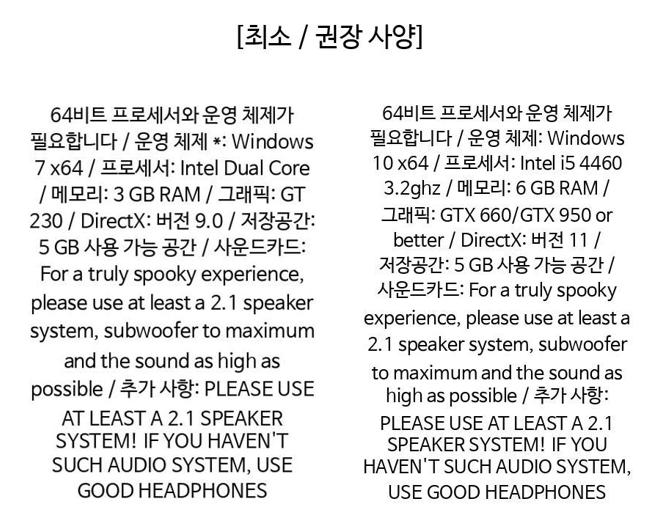 [최소 / 권장 사양]
64비트 프로세서와 운영 체제가
필요합니다 / 운영 체제 *: Windows
7 x64 / 프로세서: Intel Dual Core
/ 메모리: 3 GB RAM / 그래픽: GT
230 / DirectX: 버전 9.0 / 저장공간:
5 GB 사용 가능 공간 / 사운드카드:
For a truly spooky experience,
please use at least a 2.1 speaker
system, subwoofer to maximum
and the sound as high as
possible / 추가 사항: PLEASE USE
AT LEAST A 2.1 SPEAKER
SYSTEM! IF YOU HAVEN'T
SUCH AUDIO SYSTEM, USE
GOOD HEADPHONES
64비트 프로세서와 운영 체제가
필요합니다 / 운영 체제: Windows
10 x64 / 프로세서: Intel i5 4460
3.2ghz / 메모리: 6 GB RAM /
그래픽: GTX 660/GTX 950 or
better / DirectX: 버전 11 /
저장공간: 5 GB 사용 가능 공간 /
사운드카드: For a truly spooky
experience, please use at least a
2.1 speaker system, subwoofer
to maximum and the sound as
high as possible / 추가 사항:
PLEASE USE AT LEAST A 2.1
SPEAKER SYSTEM! IF YOU
HAVEN'T SUCH AUDIO SYSTEM,
USE GOOD HEADPHONES